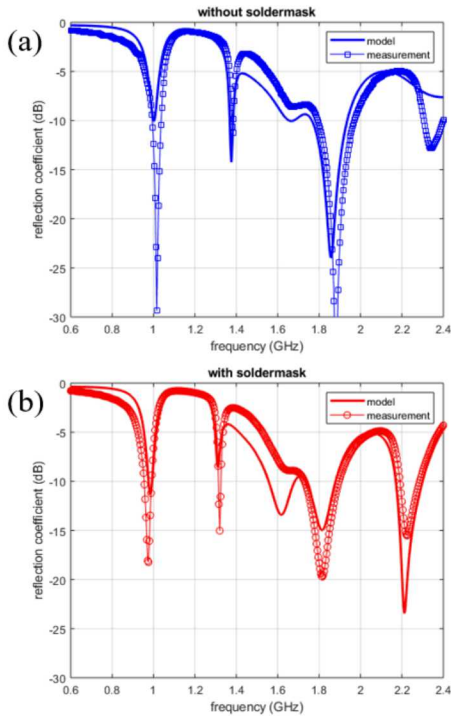 without soldermask
(a)
0
model
measurement
-5
-10
-15
-20
-25
-30
reflection coefficient (dB)
0.6 0.8 1 1.2 1.4 1.6 1.8 2 2.2 2.4
frequency (GHz)
with soldermask
(b)
0
model
measurement
-5
-10
-15
-20
-25
-30
reflection coefficient (dB)
0.6 0.8 1 1.2 1.4 1.6 1.8 2 2.2 2.4
frequency (GHz)